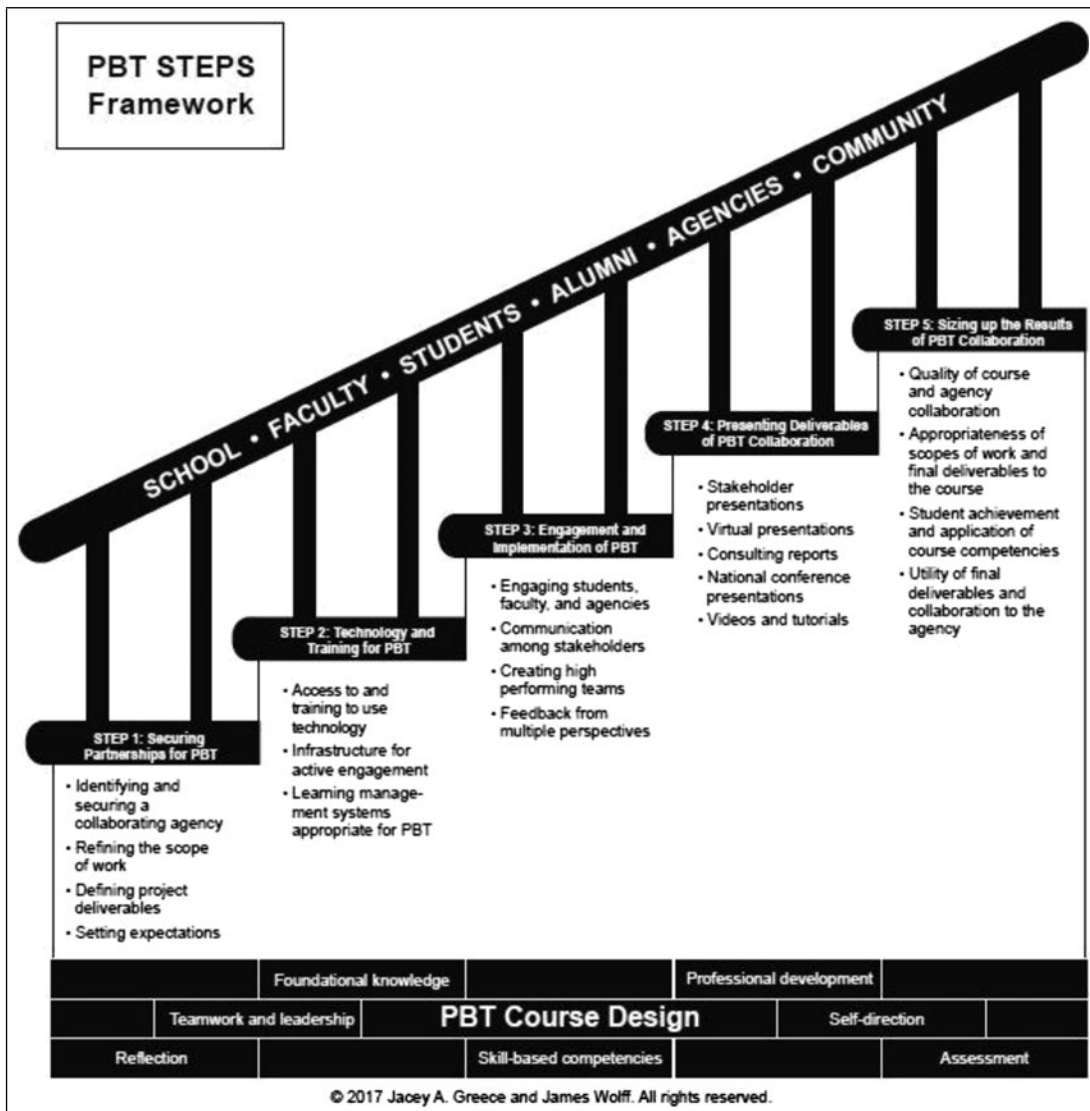 PBT STEPS
Framework
SCHOOL • FACULTY • STUDENTS • ALUMNI • AGENCIES • COMMUNITY
STEP 1: Securing
Partnerships for PBT
• Identifying and
securing a
collaborating agency
• Refining the scope
of work
• Defining project
deliverables
• Setting expectations
STEP 2: Technology and
Training for PBT
• Access to and
training to use
technology
• Infrastructure for
active engagement
• Learning manage-
ment systems
appropriate for PBT
STEP 3: Engagement and
Implementation of PBT
• Engaging students,
faculty, and agencies
• Communication
among stakeholders
• Creating high
performing teams
• Feedback from
multiple perspectives
STEP 4: Presenting Deliverables
of PBT Collaboration
• Stakeholder
presentations
• Virtual presentations
• Consulting reports
• National conference
presentations
• Videos and tutorials
STEP 5: Sizing up the Results
of PBT Collaboration
• Quality of course
and agency
collaboration
• Appropriateness of
scopes of work and
final deliverables to
the course
• Student achievement
and application of
course competencies
• Utility of final
deliverables and
collaboration to the
agency
Foundational knowledge
Professional development
Teamwork and leadership
PBT Course Design
Self-direction
Reflection
Skill-based competencies
Assessment
© 2017 Jacey A. Greece and James Wolff. All rights reserved.